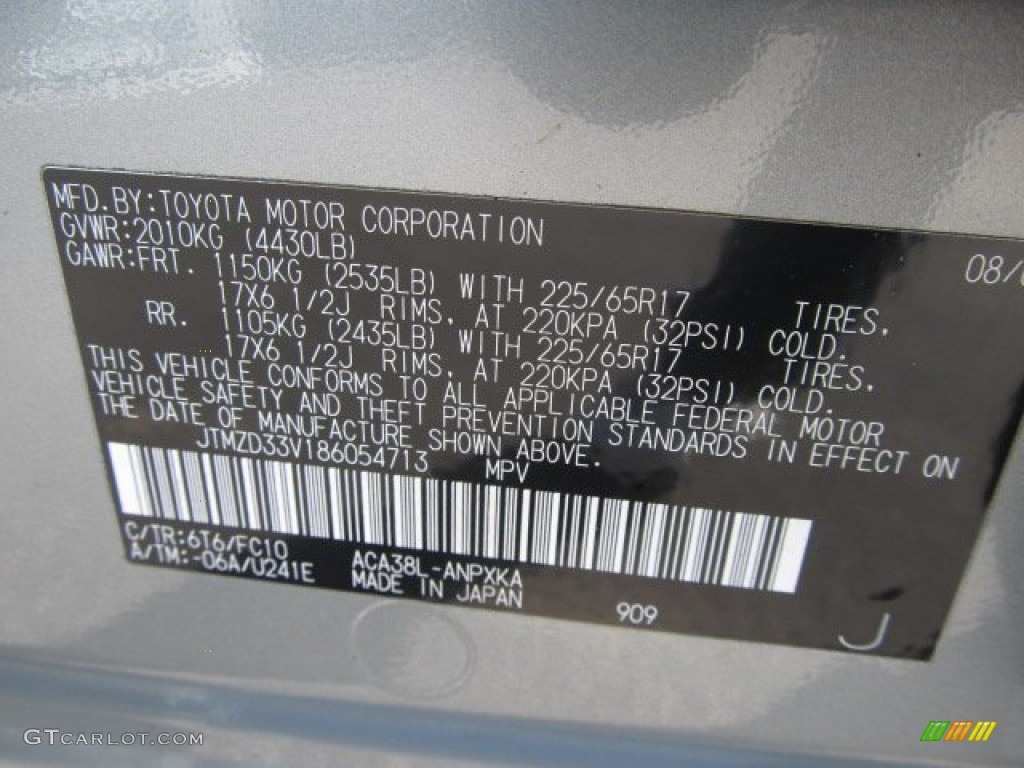 MFD.BY:TOYOTA MOTOR CORPORATION 08/
GVWR:2010KG (4430LB)
GAWR:FRT. 1150KG (2535LB) WITH 225/65R17 TIRES,
17X6 1/2J RIMS, AT 220KPA (32PSI) COLD.
RR. 1105KG (2435LB) WITH 225/65R17 TIRES,
17X6 1/2J RIMS, AT 220KPA (32PSI) COLD.
THIS VEHICLE CONFORMS TO ALL APPLICABLE FEDERAL MOTOR
VEHICLE SAFETY AND THEFT PREVENTION STANDARDS IN EFFECT ON
THE DATE OF MANUFACTURE SHOWN ABOVE.
JTMZD33V186054713 MPV
C/TR:6T6/FC10 ACA38L-ANPXKA
A/TM:-06A/U241E MADE IN JAPAN 909
J
GTCARLOT.COM